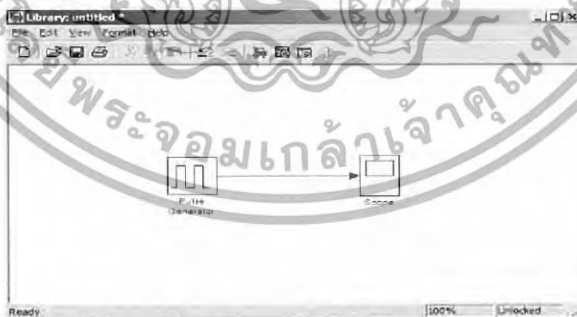 Library: untitled *
File Edit View Format Help
พระจอมเกล้าเจ้าคุณท
Pulse
Generator
Scope
Ready
100%
Unlocked